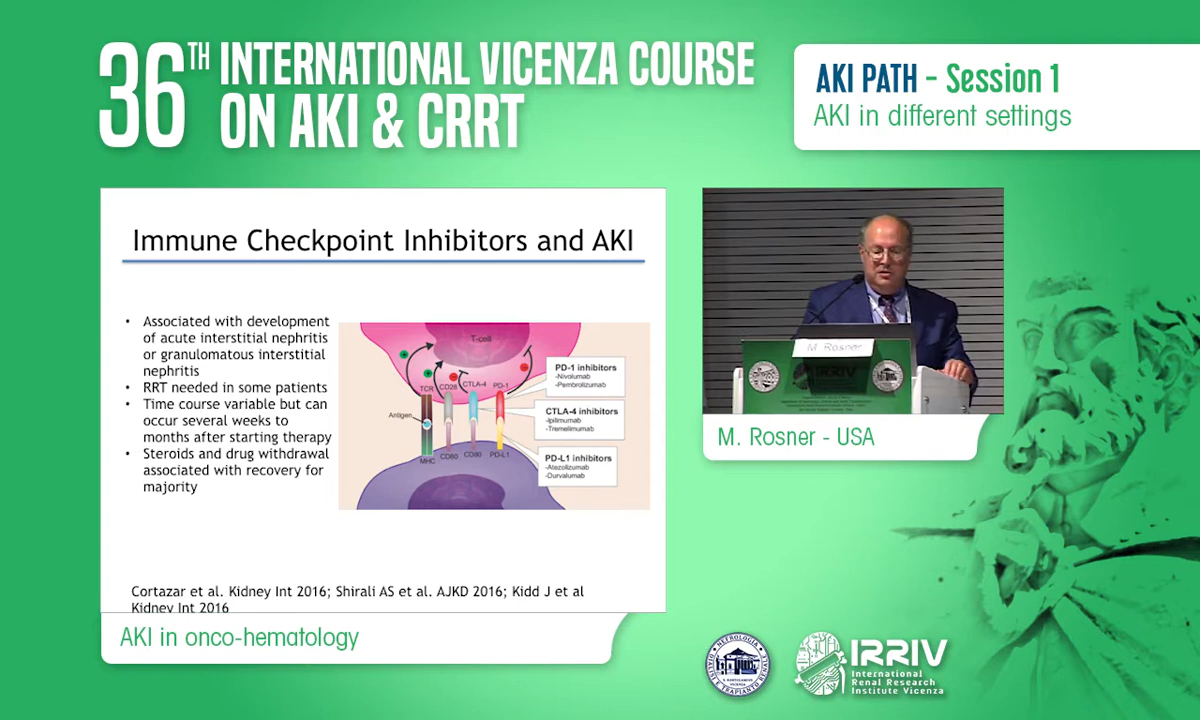 36TH INTERNATIONAL VICENZA COURSE
ON AKI & CRRT
AKI PATH - Session 1
AKI in different settings
Immune Checkpoint Inhibitors and AKI
• Associated with development
of acute interstitial nephritis
or granulomatous interstitial
nephritis
• RRT needed in some patients
• Time course variable but can
occur several weeks to
months after starting therapy
• Steroids and drug withdrawal
associated with recovery for
majority
T-cell
TCR CD28 CTLA-4 PD-1
Antigen
MHC CD80 CD80 PD-L1
PD-1 inhibitors
-Nivolumab
-Pembrolizumab
CTLA-4 inhibitors
-Ipilimumab
-Tremelimumab
PD-L1 inhibitors
-Atezolizumab
-Durvalumab
Cortazar et al. Kidney Int 2016; Shirali AS et al. AJKD 2016; Kidd J et al
Kidney Int 2016
AKI in onco-hematology
M. Rosner
IRRIV
M. Rosner - USA
NEFROLOGIA
DIALISI E TRAPIANTO RENALE
VICENZA
IRRIV
International
Renal Research
Institute Vicenza